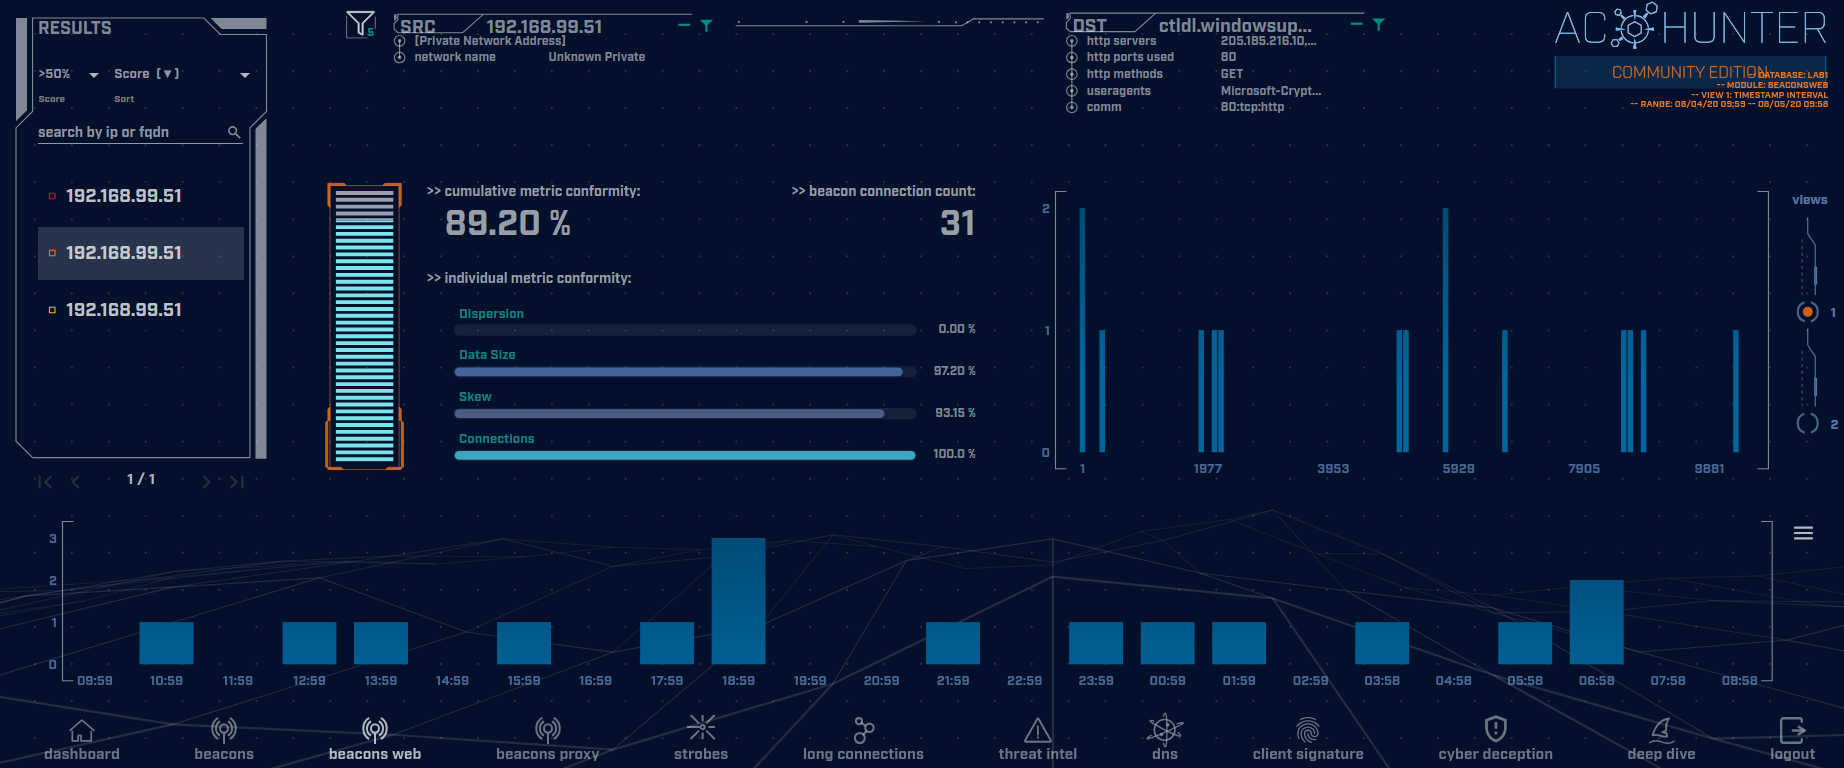 RESULTS
>50%
Score [▼]
Score
Sort
search by ip or fqdn
192.168.99.51
192.168.99.51
192.168.99.51
1 / 1
5
SRC
192.168.99.51
[Private Network Address]
network name
Unknown Private
DST
ctldl.windowsup...
http servers
205.185.216.10,...
http ports used
80
http methods
GET
useragents
Microsoft-Crypt...
comm
80:tcp:http
AC HUNTER
COMMUNITY EDITION
-- DATABASE: LAB1
-- MODULE: BEACONSWEB
-- VIEW 1: TIMESTAMP INTERVAL
-- RANGE: 06/04/20 09:59 -- 06/05/20 09:58
>> cumulative metric conformity:
89.20 %
>> beacon connection count:
31
>> individual metric conformity:
Dispersion
0.00 %
Data Size
97.20 %
Skew
93.15 %
Connections
100.0 %
2
1
0
1 1977 3953 5929 7905 9881
views
1
2
3
2
1
0
09:59 10:59 11:59 12:59 13:59 14:59 15:59 16:59 17:59 18:59 19:59 20:59 21:59 22:59 23:59 00:59 01:59 02:59 03:58 04:58 05:58 06:58 07:58 08:58
dashboard
beacons
beacons web
beacons proxy
strobes
long connections
threat intel
dns
client signature
cyber deception
deep dive
logout